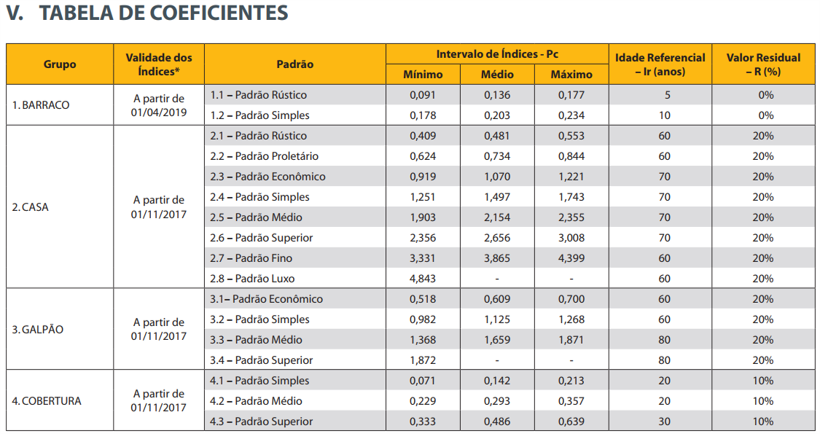 V. TABELA DE COEFICIENTES
Grupo Validade dos Índices* Padrão Intervalo de Índices - Pc Idade Referencial – Ir (anos) Valor Residual – R (%)
Mínimo Médio Máximo
1. BARRACO A partir de 01/04/2019 1.1 – Padrão Rústico 0,091 0,136 0,177 5 0%
1.2 – Padrão Simples 0,178 0,203 0,234 10 0%
2. CASA A partir de 01/11/2017 2.1 – Padrão Rústico 0,409 0,481 0,553 60 20%
2.2 – Padrão Proletário 0,624 0,734 0,844 60 20%
2.3 – Padrão Econômico 0,919 1,070 1,221 70 20%
2.4 – Padrão Simples 1,251 1,497 1,743 70 20%
2.5 – Padrão Médio 1,903 2,154 2,355 70 20%
2.6 – Padrão Superior 2,356 2,656 3,008 70 20%
2.7 – Padrão Fino 3,331 3,865 4,399 60 20%
2.8 – Padrão Luxo 4,843 - - 60 20%
3. GALPÃO A partir de 01/11/2017 3.1– Padrão Econômico 0,518 0,609 0,700 60 20%
3.2 – Padrão Simples 0,982 1,125 1,268 60 20%
3.3 – Padrão Médio 1,368 1,659 1,871 80 20%
3.4 – Padrão Superior 1,872 - - 80 20%
4. COBERTURA A partir de 01/11/2017 4.1 – Padrão Simples 0,071 0,142 0,213 20 10%
4.2 – Padrão Médio 0,229 0,293 0,357 20 10%
4.3 – Padrão Superior 0,333 0,486 0,639 30 10%